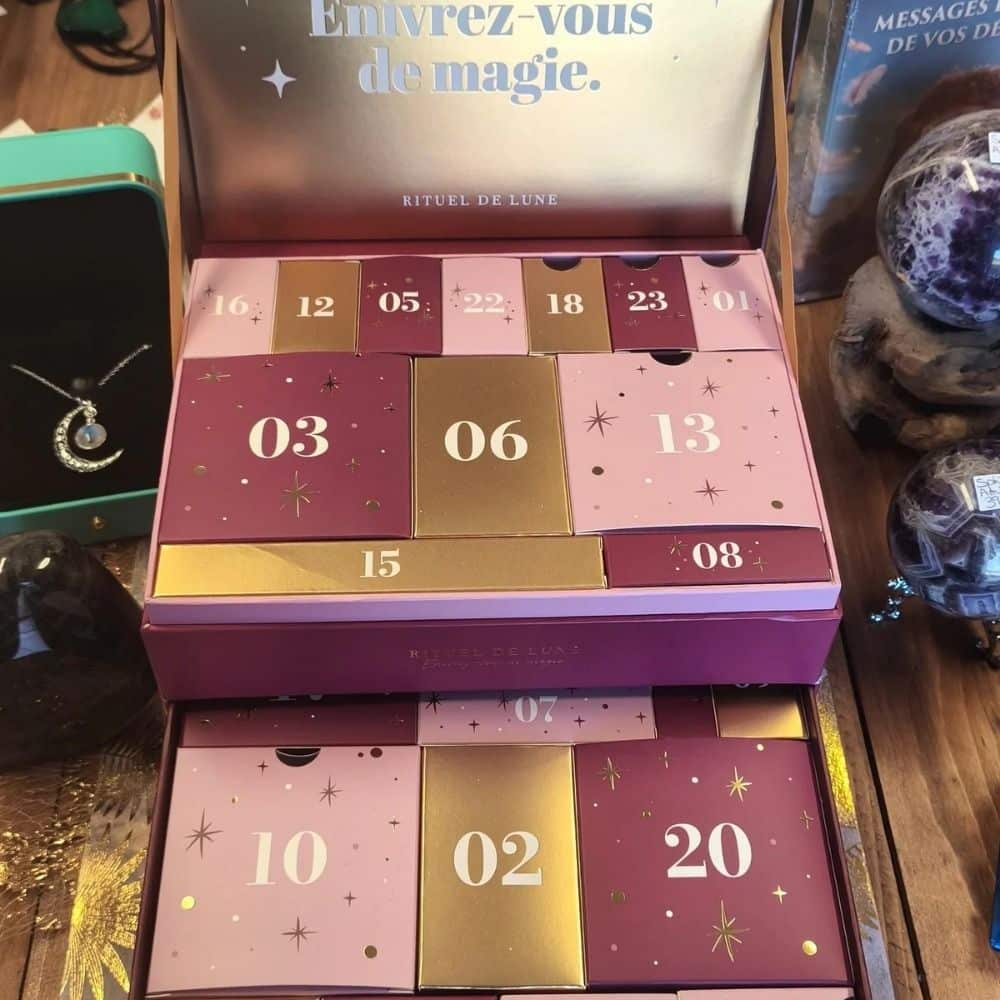 Enivrez-vous
de magie.
RITUEL DE LUNE
MESSAGES
DE VOS
16
12
05
22
18
23
01
03
06
13
15
08
RITUEL DE LUNE
07
10
02
20